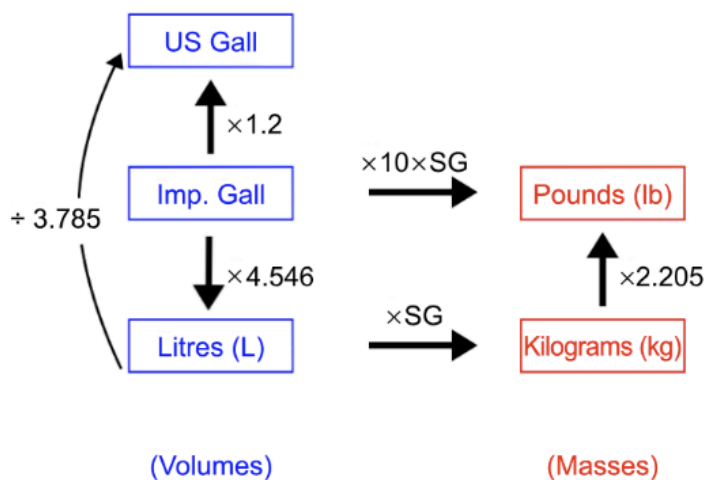 US Gall
×1.2
Imp. Gall
×10×SG
Pounds (lb)
÷ 3.785
×4.546
×2.205
Litres (L)
×SG
Kilograms (kg)
(Volumes)
(Masses)